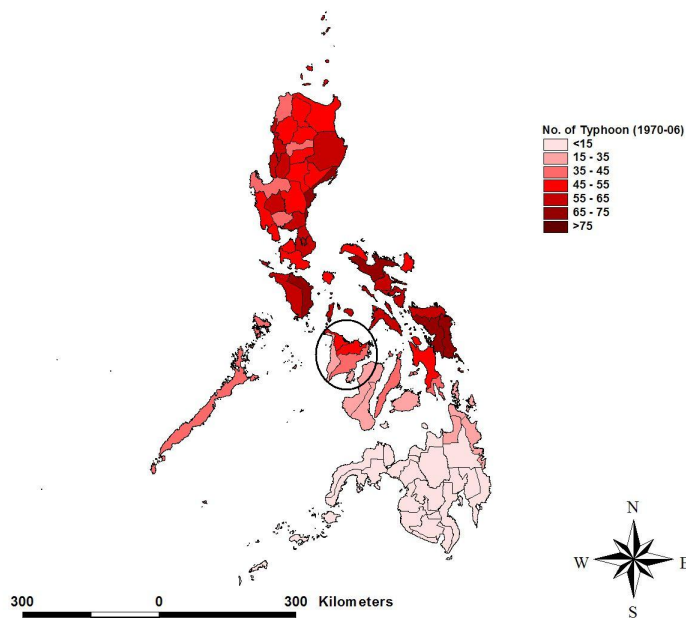 No. of Typhoon (1970-06)
<15
15 - 35
35 - 45
45 - 55
55 - 65
65 - 75
>75
N
W E
S
300 0 300 Kilometers